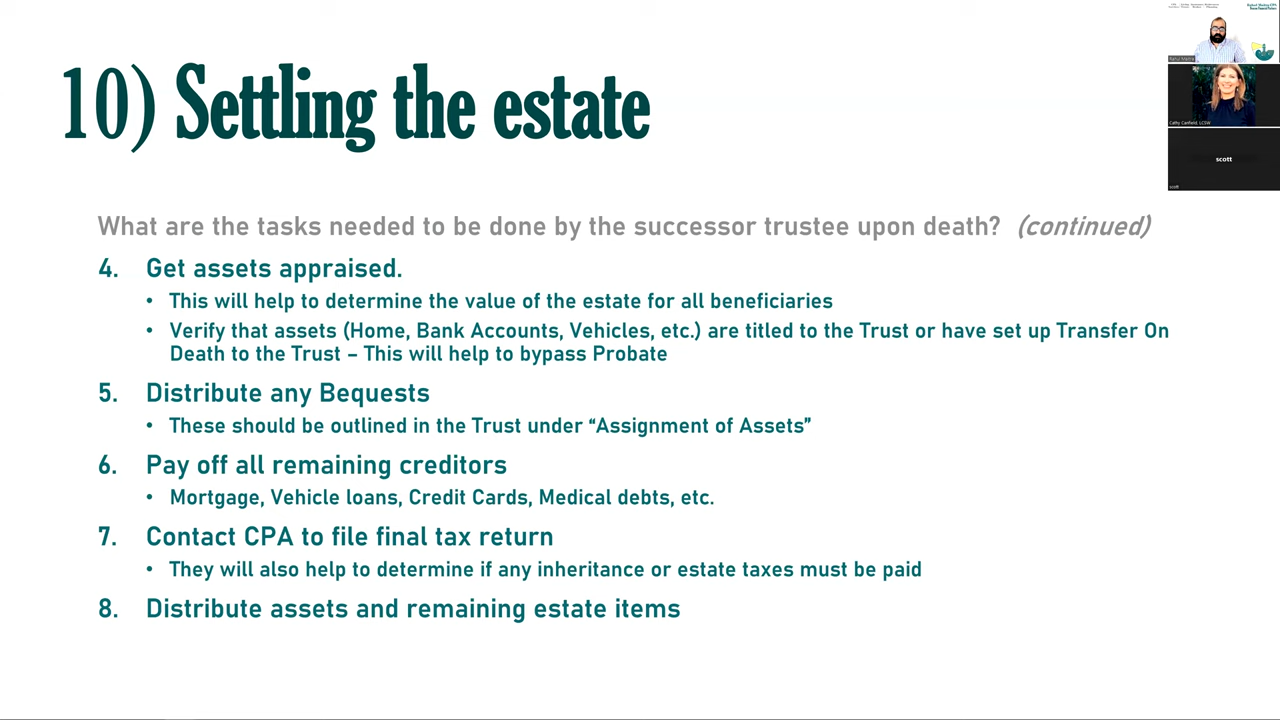 10) Settling the estate
What are the tasks needed to be done by the successor trustee upon death? (continued)
4. Get assets appraised.
• This will help to determine the value of the estate for all beneficiaries
• Verify that assets (Home, Bank Accounts, Vehicles, etc.) are titled to the Trust or have set up Transfer On
Death to the Trust – This will help to bypass Probate
5. Distribute any Bequests
• These should be outlined in the Trust under “Assignment of Assets”
6. Pay off all remaining creditors
• Mortgage, Vehicle loans, Credit Cards, Medical debts, etc.
7. Contact CPA to file final tax return
• They will also help to determine if any inheritance or estate taxes must be paid
8. Distribute assets and remaining estate items
Cathy Canfield, LCSW
scott
scott